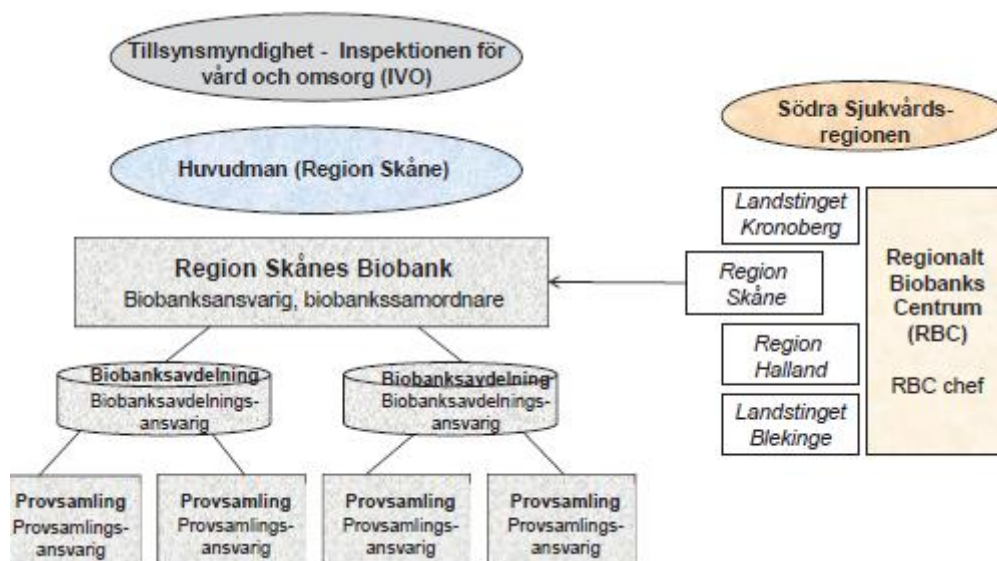 Tillsynsmyndighet - Inspektionen för
vård och omsorg (IVO)
Huvudman (Region Skåne)
Region Skånes Biobank
Biobanksansvarig, biobankssamordnare
Biobanksavdelning
Biobanksavdelnings-
ansvarig
Biobanksavdelning
Biobanksavdelnings-
ansvarig
Provsamling
Provsamlings-
ansvarig
Provsamling
Provsamlings-
ansvarig
Provsamling
Provsamlings-
ansvarig
Provsamling
Provsamlings-
ansvarig
Södra Sjukvårds-
regionen
Landstinget
Kronoberg
Region
Skåne
Region
Halland
Landstinget
Blekinge
Regionalt
Biobanks
Centrum
(RBC)
RBC chef